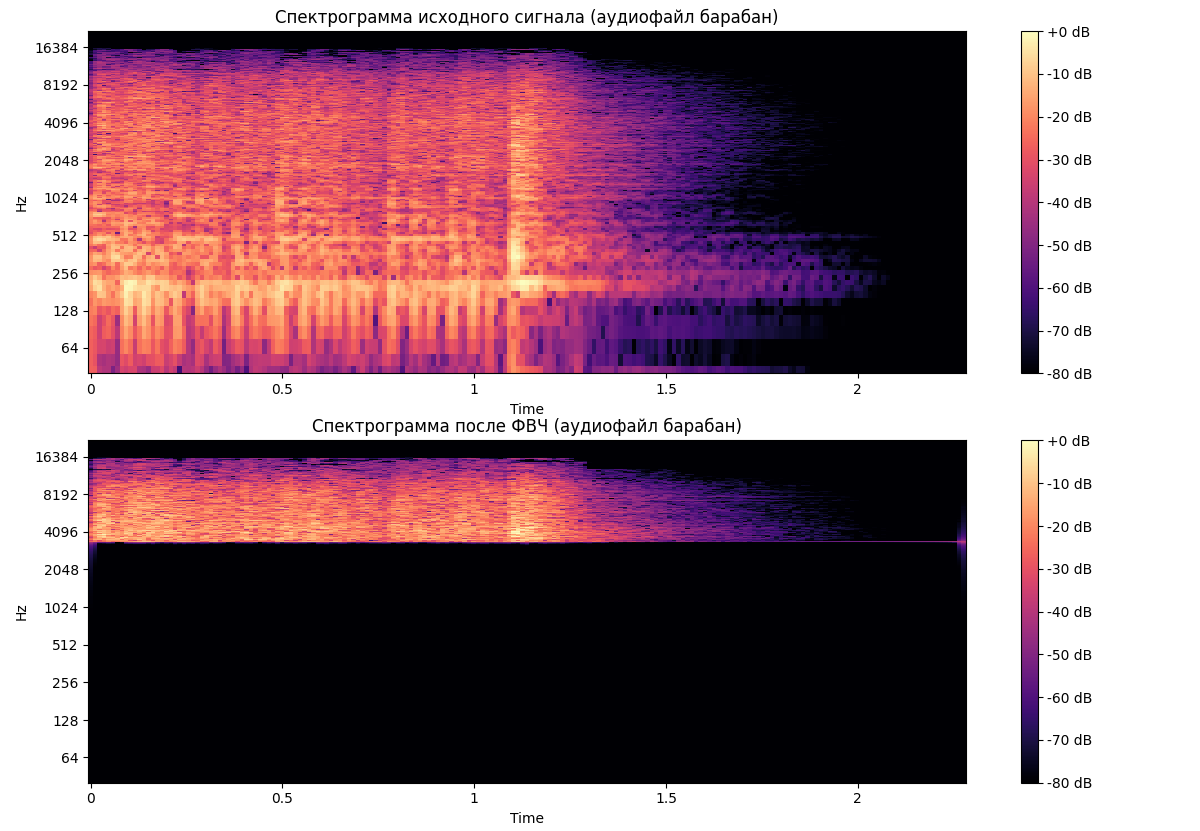 Спектрограмма исходного сигнала (аудиофайл барабан)
16384
8192
4096
2048
1024
512
256
128
64
Hz
0
0.5
1
1.5
2
Time
+0 dB
-10 dB
-20 dB
-30 dB
-40 dB
-50 dB
-60 dB
-70 dB
-80 dB
Спектрограмма после ФВЧ (аудиофайл барабан)
16384
8192
4096
2048
1024
512
256
128
64
Hz
0
0.5
1
1.5
2
Time
+0 dB
-10 dB
-20 dB
-30 dB
-40 dB
-50 dB
-60 dB
-70 dB
-80 dB